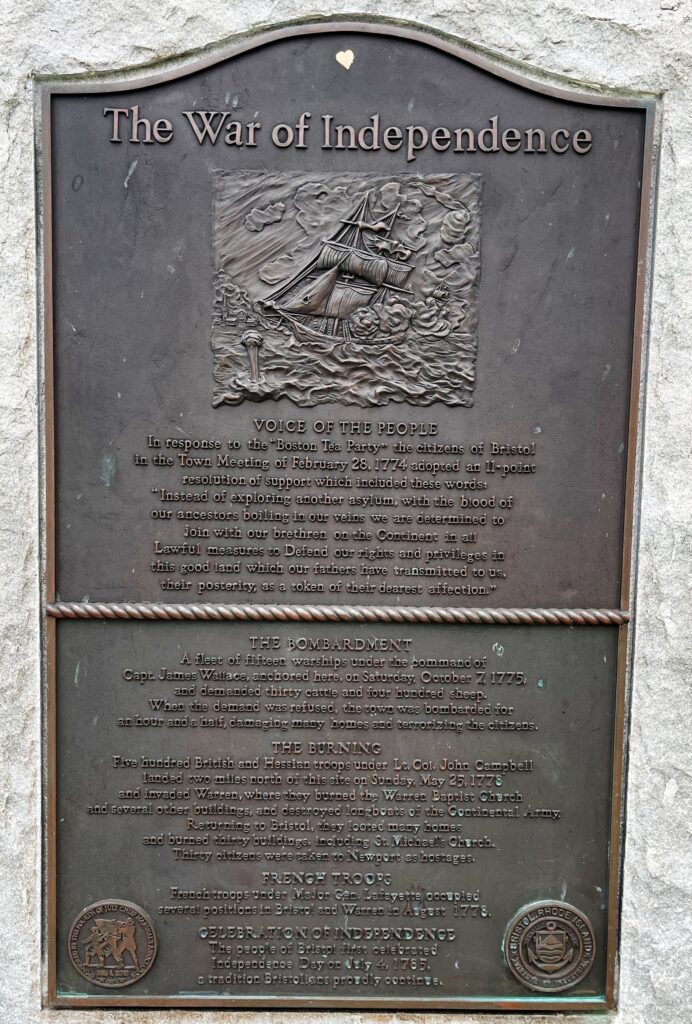 The War of Independence
VOICE OF THE PEOPLE
In response to the "Boston Tea Party" the citizens of Bristol
in the Town Meeting of February 28, 1774 adopted an 11-point
resolution of support which included these words:
"Instead of exploring another asylum, with the blood of
our ancestors boiling in our veins we are determined to
Join with our brethren on the Continent in all
Lawful measures to Defend our rights and privileges in
this good land which our fathers have transmitted to us,
their posterity, as a token of their dearest affection."
THE BOMBARDMENT
A fleet of fifteen warships under the command of
Capt. James Wallace, anchored here, on Saturday, October 7, 1775,
and demanded thirty cattle and four hundred sheep.
When the demand was refused, the town was bombarded for
an hour and a half, damaging many homes and terrorizing the citizens.
THE BURNING
Five hundred British and Hessian troops under Lt. Col. John Campbell
landed two miles north of this site on Sunday, May 25, 1778
and invaded Warren, where they burned the Warren Baptist Church
and several other buildings, and destroyed longboats of the Continental Army.
Returning to Bristol, they looted many homes
and burned thirty buildings, including St. Michael's Church.
Thirty citizens were taken to Newport as hostages.
FRENCH TROOPS
French troops under Major Gen. Lafayette, occupied
several positions in Bristol and Warren in August 1778.
CELEBRATION OF INDEPENDENCE
The people of Bristol first celebrated
Independence Day on July 4, 1785,
a tradition Bristolians proudly continue.
BRISTOL, RHODE ISLAND